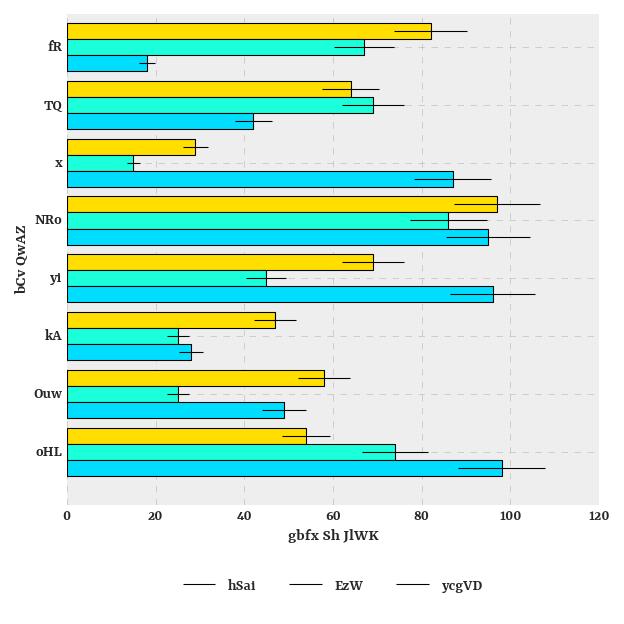 fR
TQ
x
NRo
yl
kA
Ouw
oHL
bCv QwAZ
0 20 40 60 80 100 120
gbfx Sh JlWK
hSai EzW ycgVD